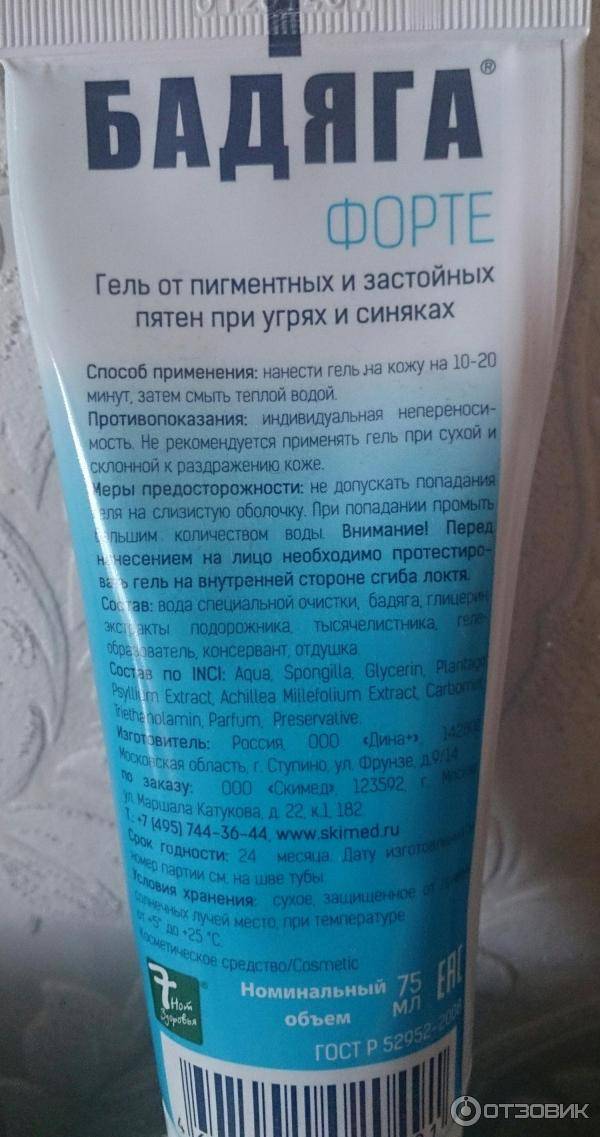 БАДЯГА®
ФОРТЕ
Гель от пигментных и застойных
пятен при угрях и синяках
Способ применения: нанести гель на кожу на 10-20
минут, затем смыть теплой водой.
Противопоказания: индивидуальная непереноси-
мость. Не рекомендуется применять гель при сухой и
склонной к раздражению коже.
Меры предосторожности: не допускать попадания
геля на слизистую оболочку. При попадании промыть
большим количеством воды. Внимание! Перед
нанесением на лицо необходимо протестиро-
вать гель на внутренней стороне сгиба локтя.
Состав: вода специальной очистки, бадяга, глицерин,
экстракты подорожника, тысячелистника, геле-
образователь, консервант, отдушка.
Состав по INCI: Aqua, Spongilla, Glycerin, Plantago
Psyllium Extract, Achillea Millefolium Extract, Carbomer,
Triethanolamin, Parfum, Preservative.
Изготовитель: Россия, ООО «Дина+»,
Московская область, г. Ступино, ул. Фрунзе, д.9/14
по заказу: ООО «Скимед», 123592, г. Москва
ул. Маршала Катукова, д. 22, к.1, 182
Т.: +7 (495) 744-36-44, www.skimed.ru
Срок годности: 24 месяца. Дату изготовления и
номер партии см. на шве тубы.
Условия хранения: сухое, защищенное от прямых
солнечных лучей место, при температуре
от +5° до +25 °C.
Косметическое средство/Cosmetic
7 Нот
Здоровья®
Номинальный 75
объем МЛ
EAC
ГОСТ Р 52952-2008
ОТЗОВИК